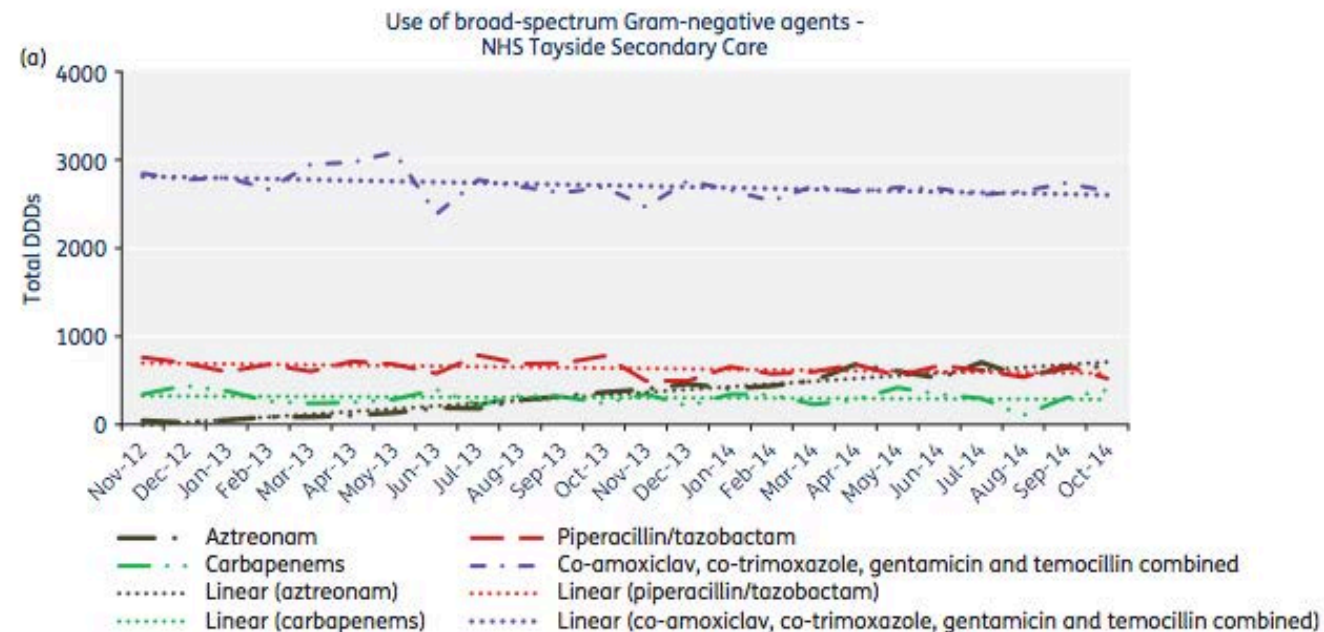 Use of broad-spectrum Gram-negative agents -
NHS Tayside Secondary Care
(a)
4000
3000
2000
1000
0
Total DDDs
Nov-12
Dec-12
Jan-13
Feb-13
Mar-13
Apr-13
May-13
Jun-13
Jul-13
Aug-13
Sep-13
Oct-13
Nov-13
Dec-13
Jan-14
Feb-14
Mar-14
Apr-14
May-14
Jun-14
Jul-14
Aug-14
Sep-14
Oct-14
Aztreonam
Carbapenems
Linear (aztreonam)
Linear (carbapenems)
Piperacillin/tazobactam
Co-amoxiclav, co-trimoxazole, gentamicin and temocillin combined
Linear (piperacillin/tazobactam)
Linear (co-amoxiclav, co-trimoxazole, gentamicin and temocillin combined)